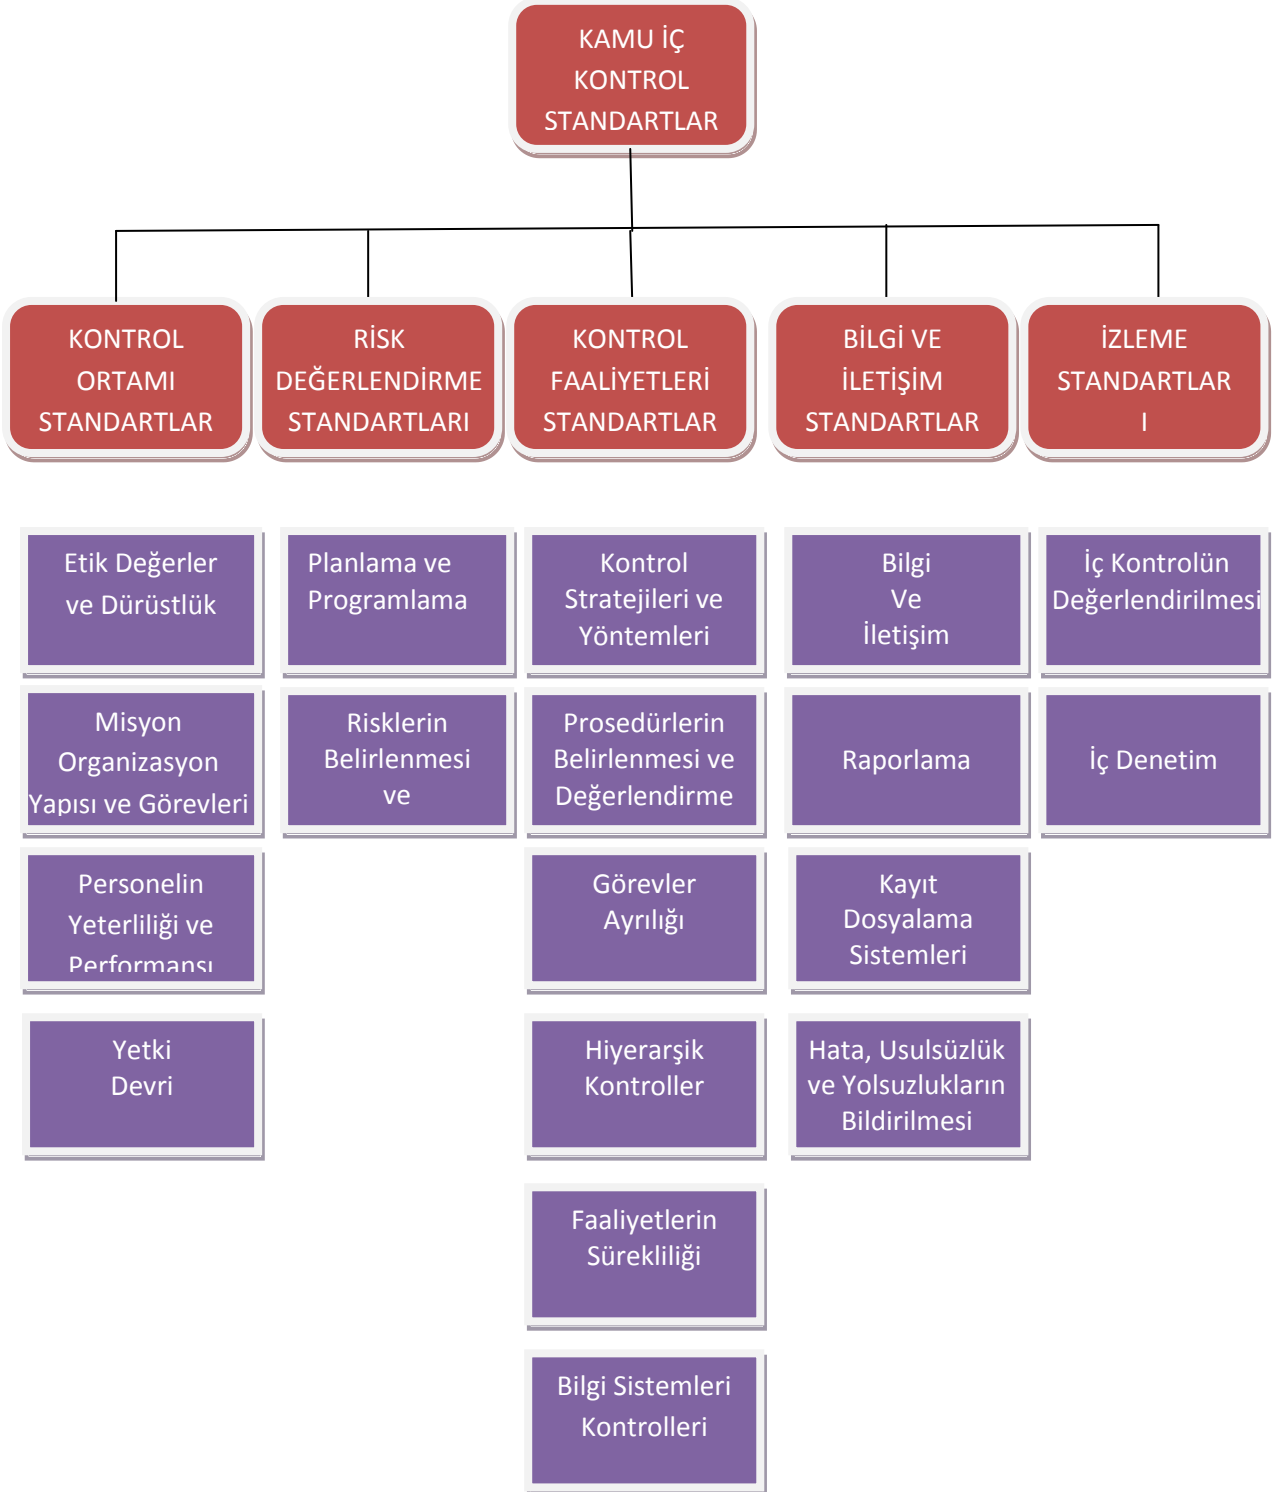 KAMU İÇ
KONTROL
STANDARTLAR
KONTROL
ORTAMI
STANDARTLAR
RİSK
DEĞERLENDİRME
STANDARTLARI
KONTROL
FAALİYETLERİ
STANDARTLAR
BİLGİ VE
İLETİŞİM
STANDARTLAR
İZLEME
STANDARTLAR
I
Etik Değerler
ve Dürüstlük
Misyon
Organizasyon
Yapısı ve Görevleri
Personelin
Yeterliliği ve
Performansı
Yetki
Devri
Planlama ve
Programlama
Risklerin
Belirlenmesi
ve
Kontrol
Stratejileri ve
Yöntemleri
Prosedürlerin
Belirlenmesi ve
Değerlendirme
Görevler
Ayrılığı
Hiyerarşik
Kontroller
Faaliyetlerin
Sürekliliği
Bilgi Sistemleri
Kontrolleri
Bilgi
Ve
İletişim
Raporlama
Kayıt
Dosyalama
Sistemleri
Hata, Usulsüzlük
ve Yolsuzlukların
Bildirilmesi
İç Kontrolün
Değerlendirilmesi
İç Denetim